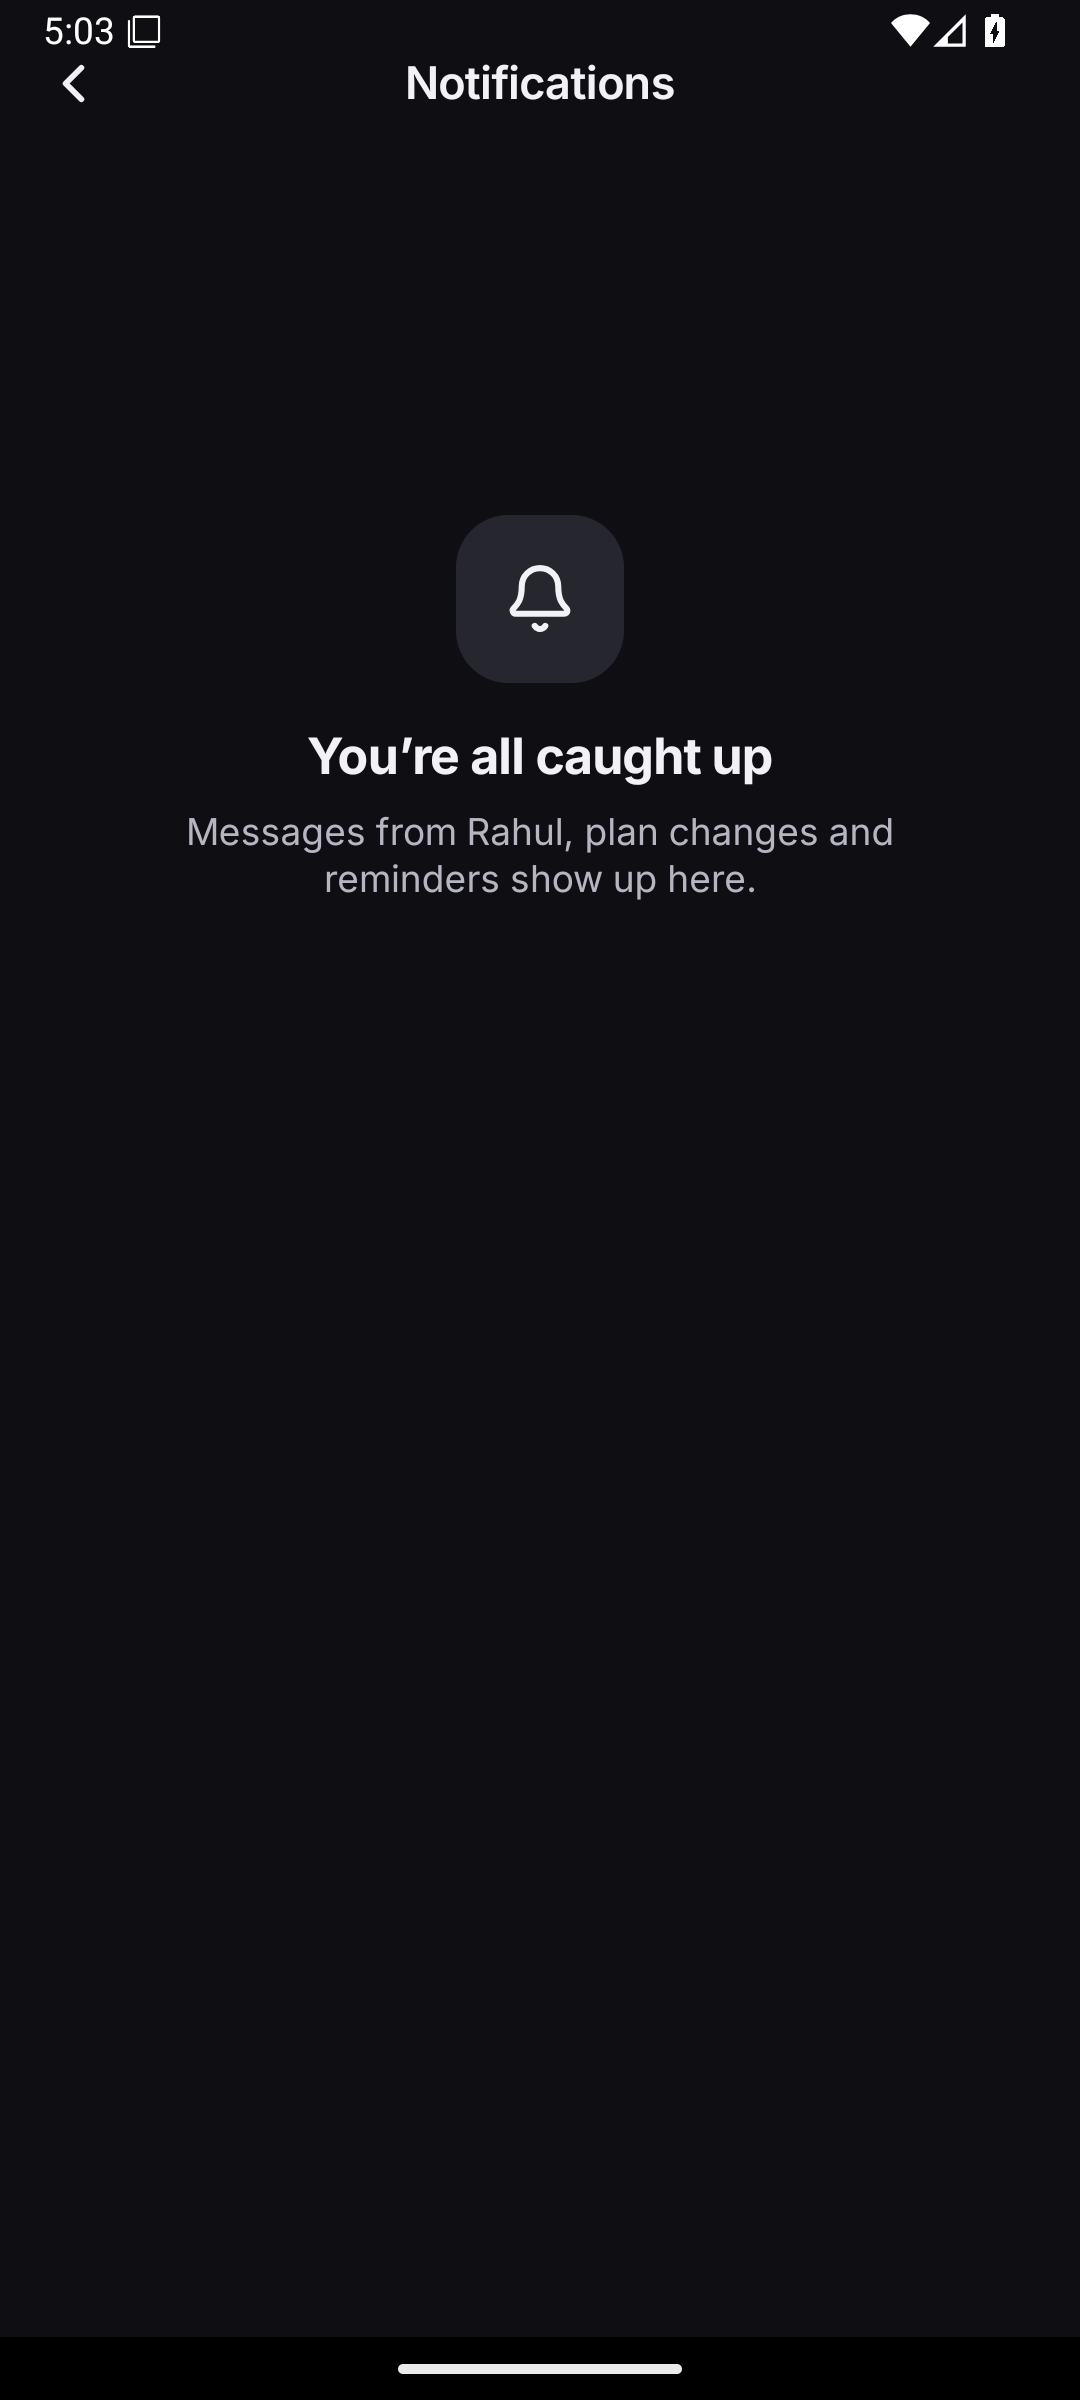 5:03
Notifications
You’re all caught up
Messages from Rahul, plan changes and
reminders show up here.